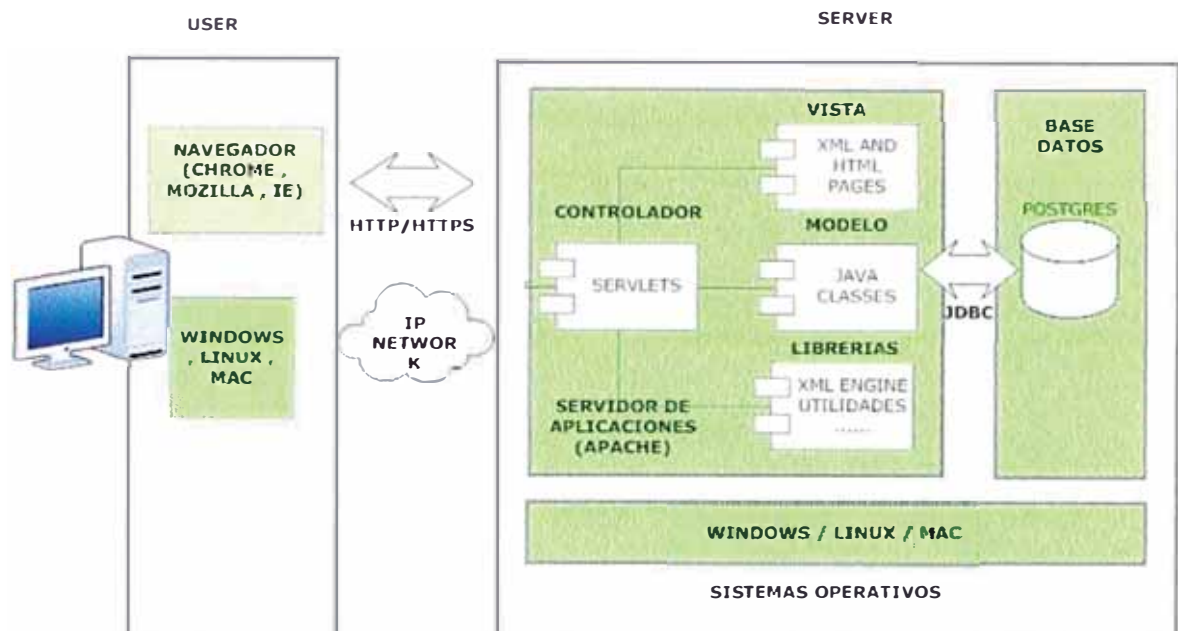 USER
SERVER
NAVEGADOR
(CHROME ,
MOZILLA , IE)
HTTP/HTTPS
WINDOWS
, LINUX ,
MAC
IP
NETWOR
K
VISTA
XML AND
HTML
PAGES
CONTROLADOR
SERVLETS
MODELO
JAVA
CLASSES
LIBRERIAS
XML ENGINE
UTILIDADES
......
SERVIDOR DE
APLICACIONES
(APACHE)
JDBC
BASE
DATOS
POSTGRES
WINDOWS / LINUX / MAC
SISTEMAS OPERATIVOS